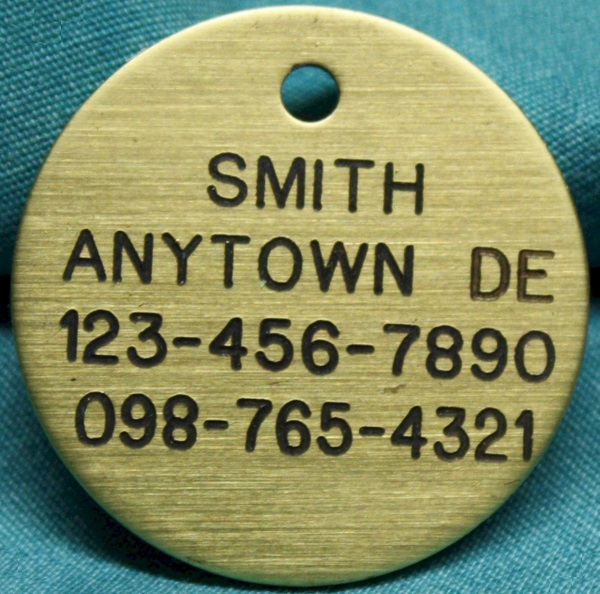 SMITH
ANYTOWN DE
123-456-7890
098-765-4321